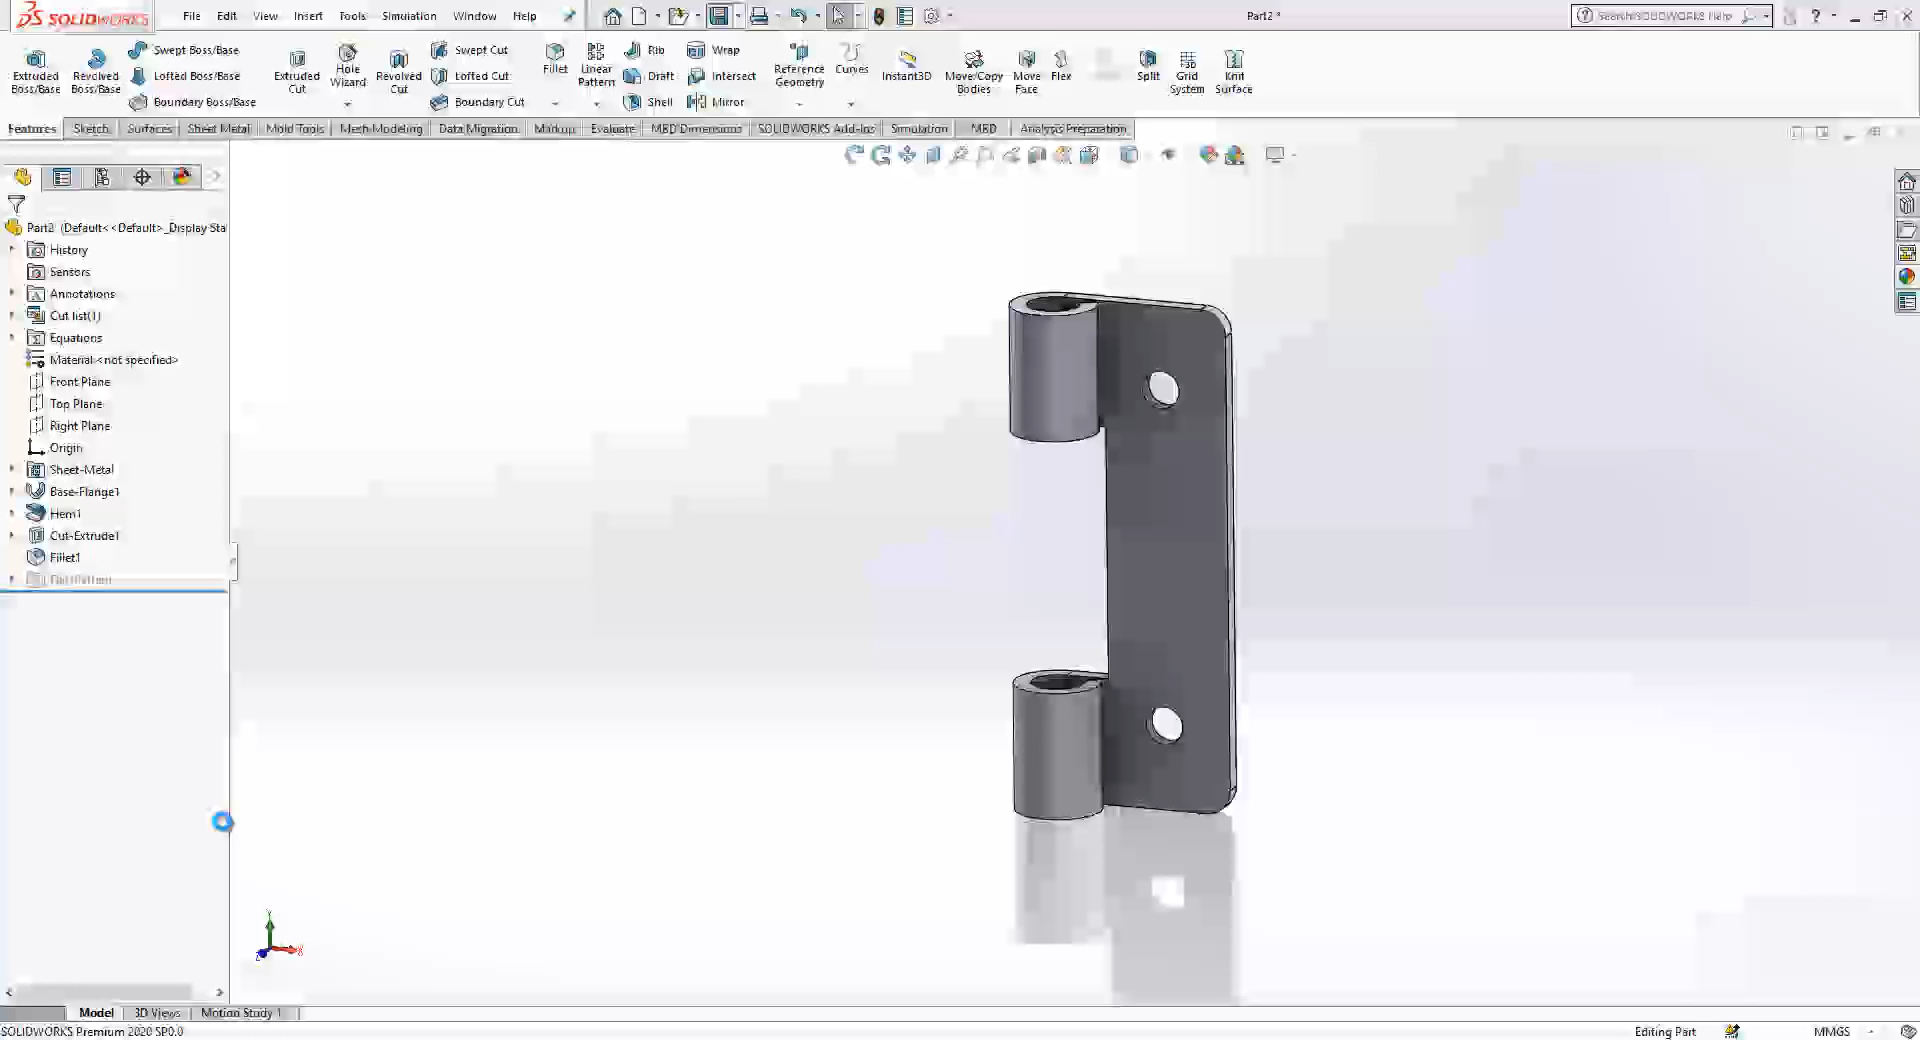 SOLIDWORKS File Edit View Insert Tools Simulation Window Help Part2 * Search SOLIDWORKS Help
Extruded Boss/Base
Revolved Boss/Base
Swept Boss/Base
Lofted Boss/Base
Boundary Boss/Base
Extruded Cut
Hole Wizard
Revolved Cut
Swept Cut
Lofted Cut
Boundary Cut
Fillet
Linear Pattern
Rib
Draft
Shell
Wrap
Intersect
Mirror
Reference Geometry
Curves
Instant3D
Move/Copy Bodies
Move Face
Flex
Split
Grid System
Knit Surface
Features Sketch Surfaces Sheet Metal Mold Tools Mesh Modeling Data Migration Markup Evaluate MBD Dimensions SOLIDWORKS Add-Ins Simulation MBD Analysis Preparation
Part2 (Default<<Default>_Display Sta
History
Sensors
Annotations
Cut list(1)
Equations
Material <not specified>
Front Plane
Top Plane
Right Plane
Origin
Sheet-Metal
Base-Flange1
Hem1
Cut-Extrude1
Fillet1
Flat-Pattern
Y
X
Z
Model 3D Views Motion Study 1
SOLIDWORKS Premium 2020 SP0.0 Editing Part MMGS